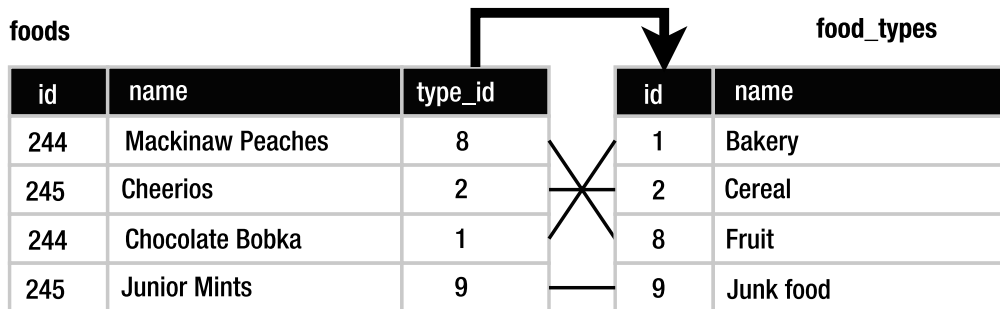 foods food_types
id name type_id id name
244 Mackinaw Peaches 8 1 Bakery
245 Cheerios 2 2 Cereal
244 Chocolate Bobka 1 8 Fruit
245 Junior Mints 9 9 Junk food